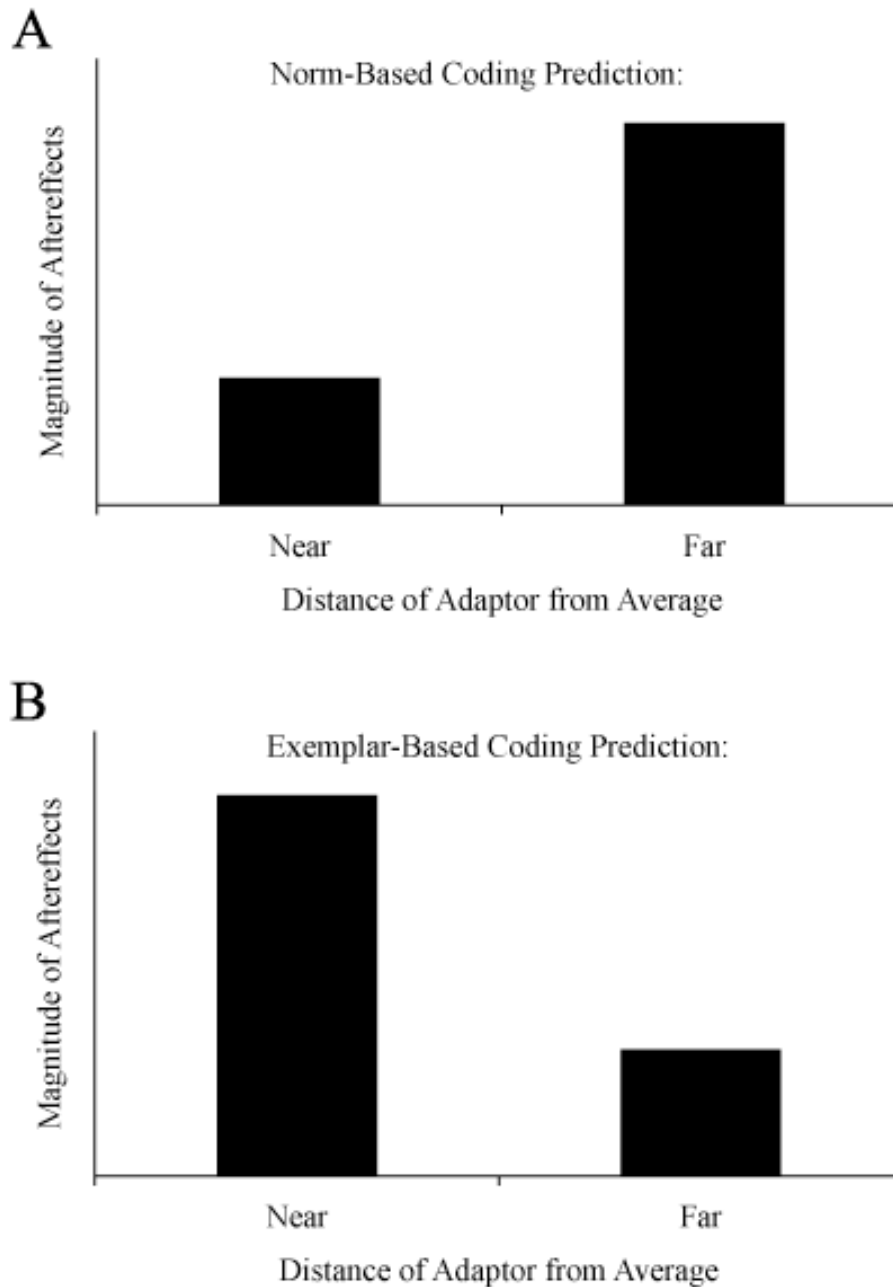 A
Norm-Based Coding Prediction:
Magnitude of Aftereffects
Near Far
Distance of Adaptor from Average
B
Exemplar-Based Coding Prediction:
Magnitude of Aftereffects
Near Far
Distance of Adaptor from Average